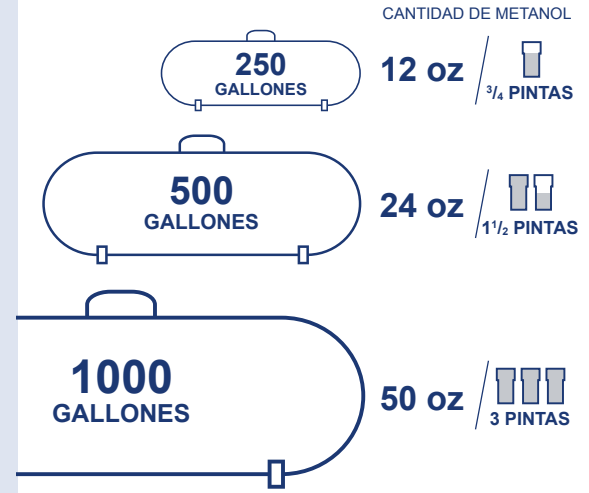 CANTIDAD DE METANOL
250
GALLONES
12 oz
3/4 PINTAS
500
GALLONES
24 oz
1 1/2 PINTAS
1000
GALLONES
50 oz
3 PINTAS